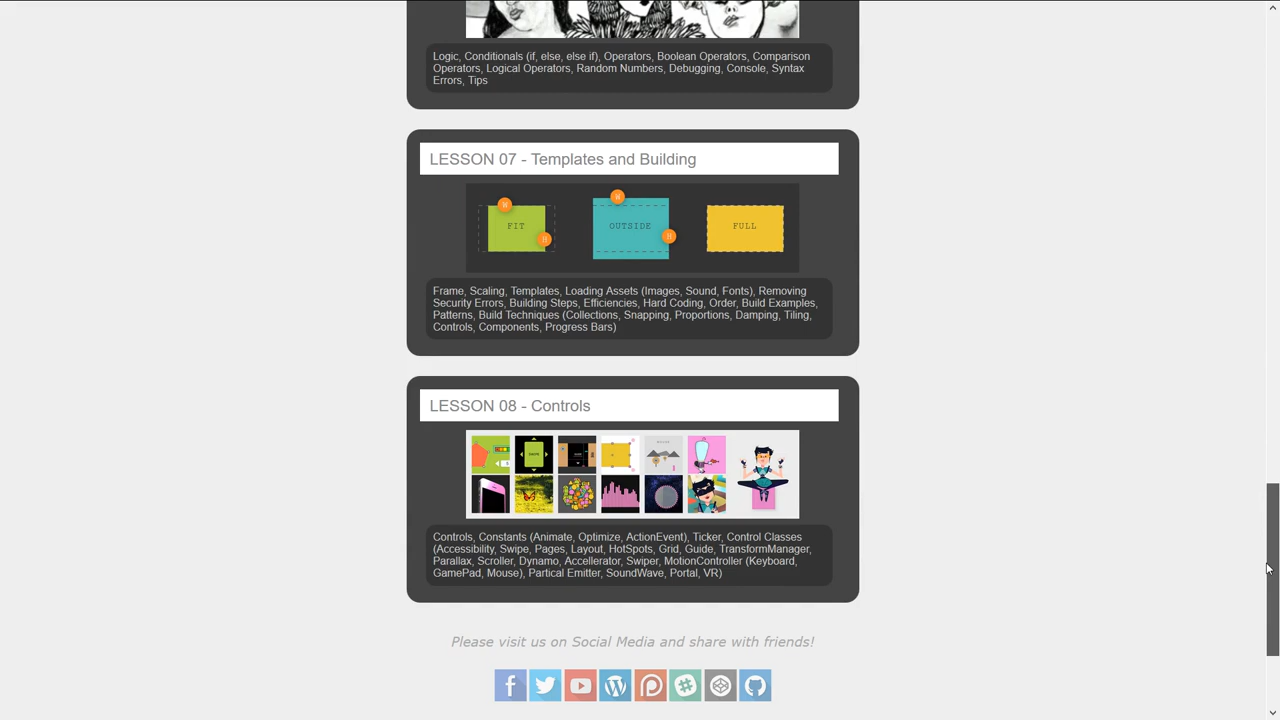 Logic, Conditionals (if, else, else if), Operators, Boolean Operators, Comparison
Operators, Logical Operators, Random Numbers, Debugging, Console, Syntax
Errors, Tips
LESSON 07 - Templates and Building
FIT
OUTSIDE
FULL
W
H
W
H
Frame, Scaling, Templates, Loading Assets (Images, Sound, Fonts), Removing
Security Errors, Building Steps, Efficiencies, Hard Coding, Order, Build Examples,
Patterns, Build Techniques (Collections, Snapping, Proportions, Damping, Tiling,
Controls, Components, Progress Bars)
LESSON 08 - Controls
Controls, Constants (Animate, Optimize, ActionEvent), Ticker, Control Classes
(Accessibility, Swipe, Pages, Layout, HotSpots, Grid, Guide, TransformManager,
Parallax, Scroller, Dynamo, Accellerator, Swiper, MotionController (Keyboard,
GamePad, Mouse), Partical Emitter, SoundWave, Portal, VR)
Please visit us on Social Media and share with friends!